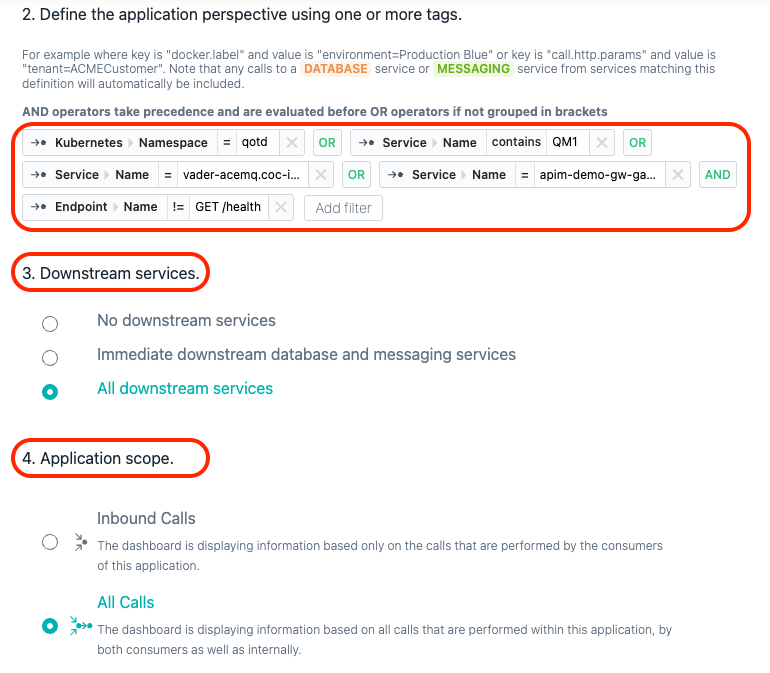 2. Define the application perspective using one or more tags.
For example where key is "docker.label" and value is "environment=Production Blue" or key is "call.http.params" and value is
"tenant=ACMECustomer". Note that any calls to a DATABASE service or MESSAGING service from services matching this
definition will automatically be included.
AND operators take precedence and are evaluated before OR operators if not grouped in brackets
Kubernetes Namespace = qotd OR Service Name contains QM1 OR
Service Name = vader-acemq.coc-i... OR Service Name = apim-demo-gw-ga... AND
Endpoint Name != GET /health Add filter
3. Downstream services.
No downstream services
Immediate downstream database and messaging services
All downstream services
4. Application scope.
Inbound Calls
The dashboard is displaying information based only on the calls that are performed by the consumers
of this application.
All Calls
The dashboard is displaying information based on all calls that are performed within this application, by
both consumers as well as internally.